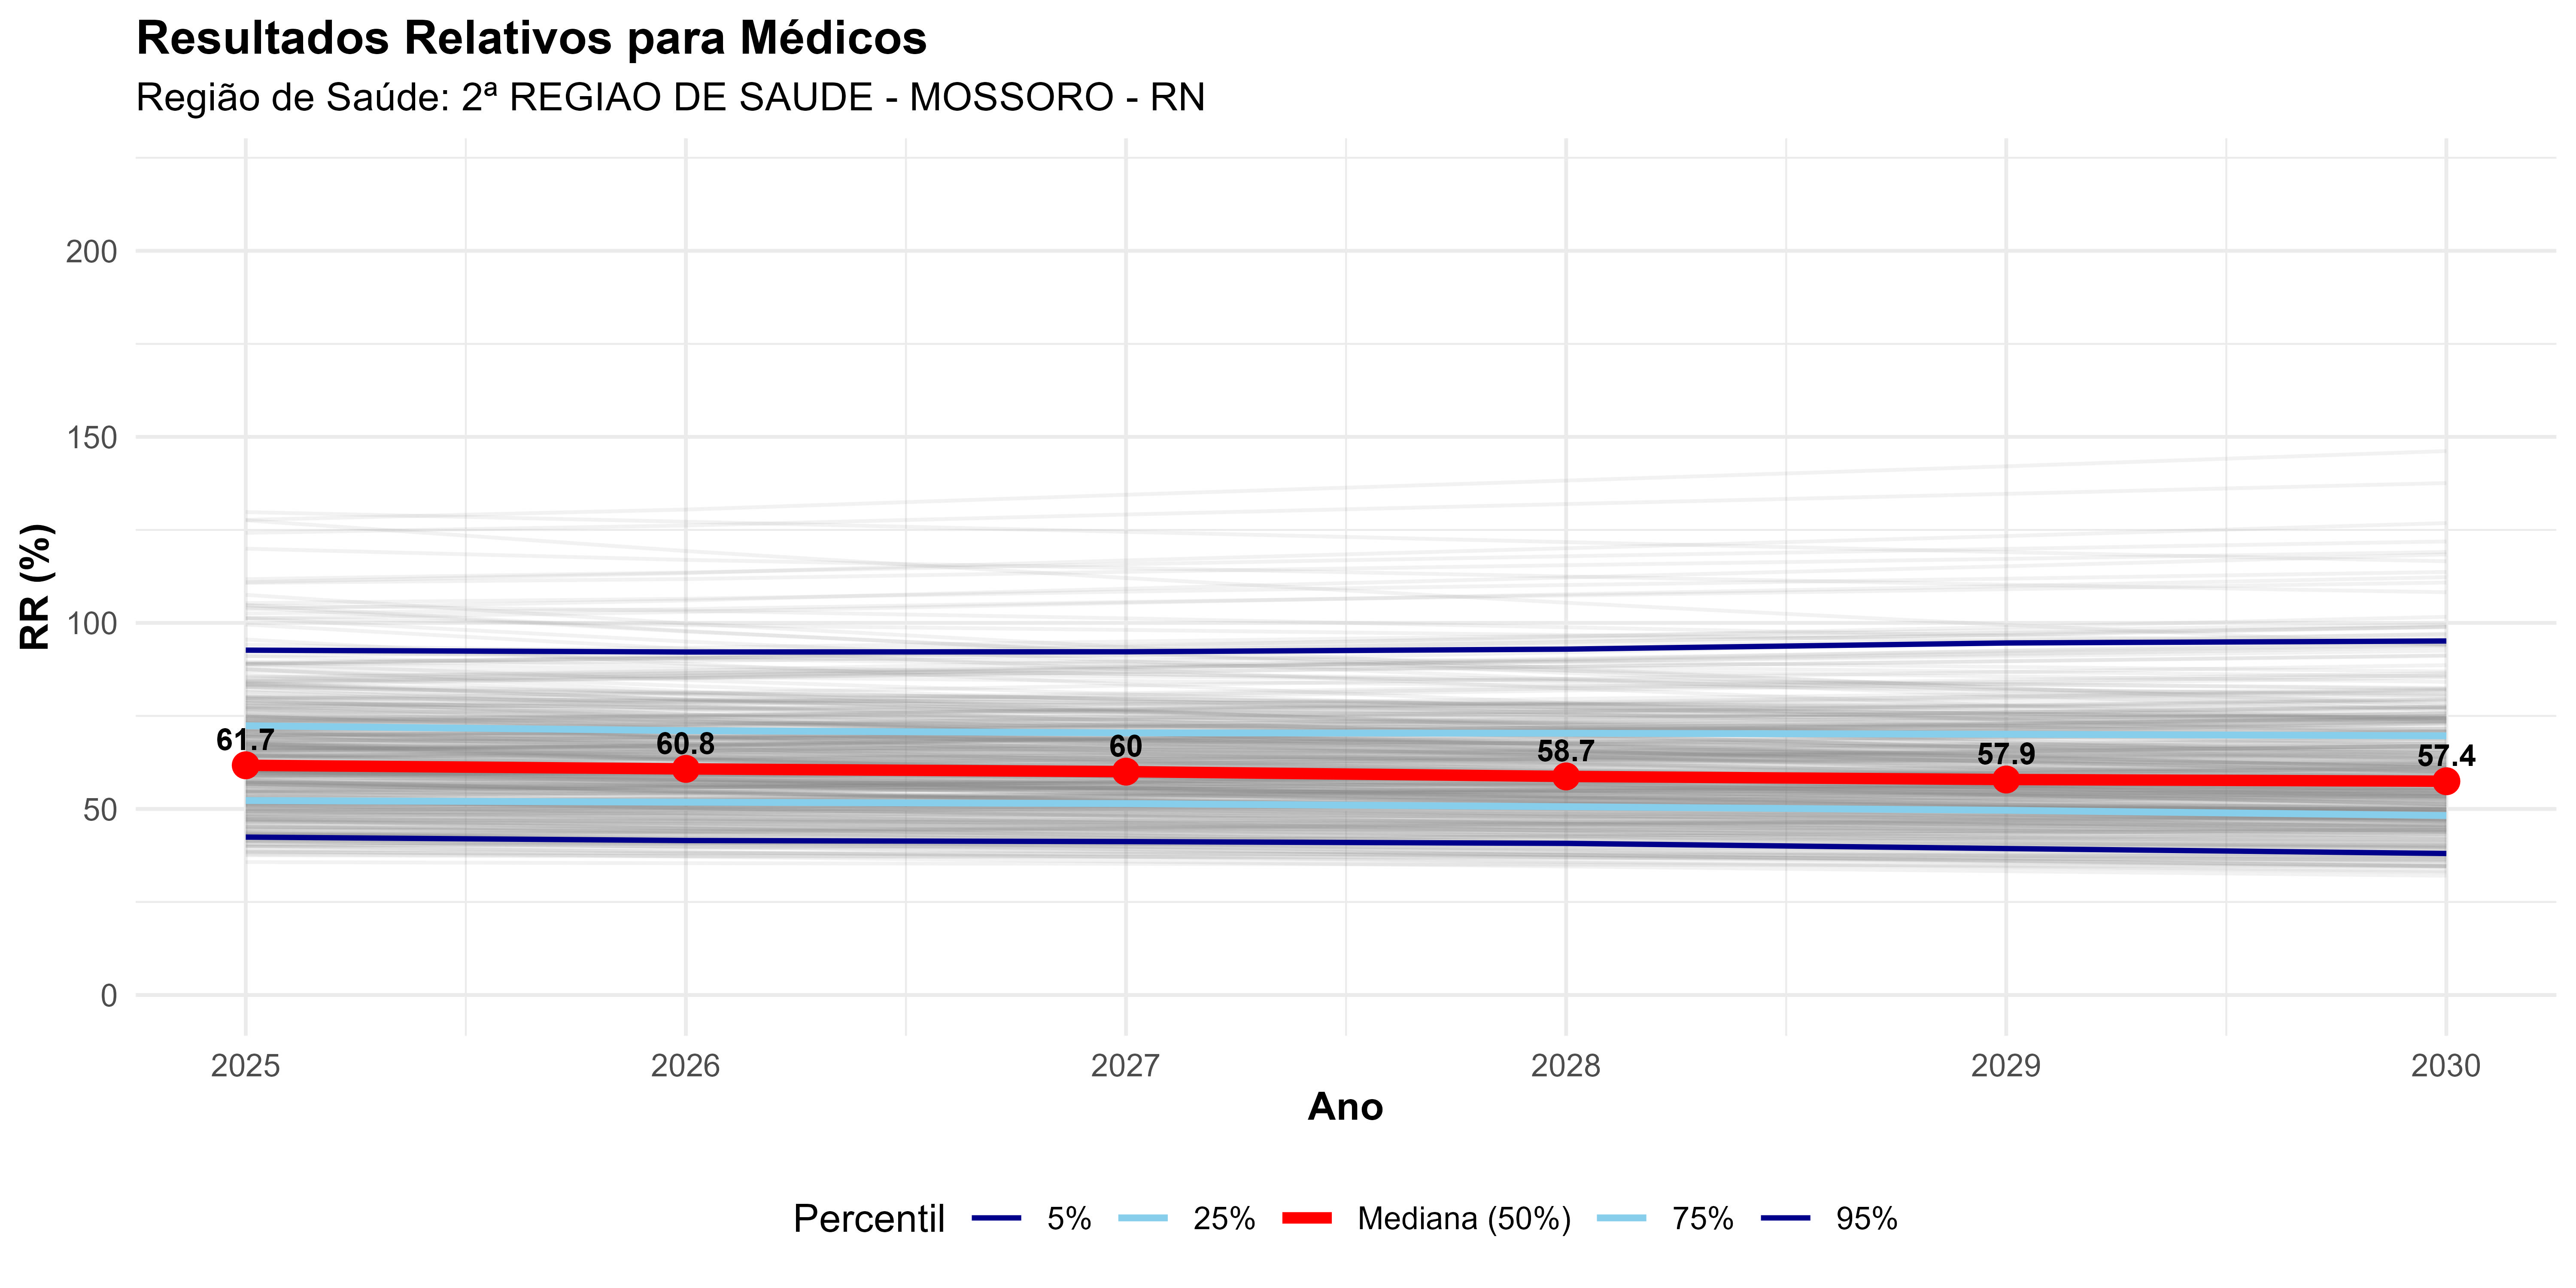 Resultados Relativos para Médicos
Região de Saúde: 2ª REGIAO DE SAUDE - MOSSORO - RN
RR (%)
200
150
100
50
0
61.7
60.8
60
58.7
57.9
57.4
2025 2026 2027 2028 2029 2030
Ano
Percentil 5% 25% Mediana (50%) 75% 95%